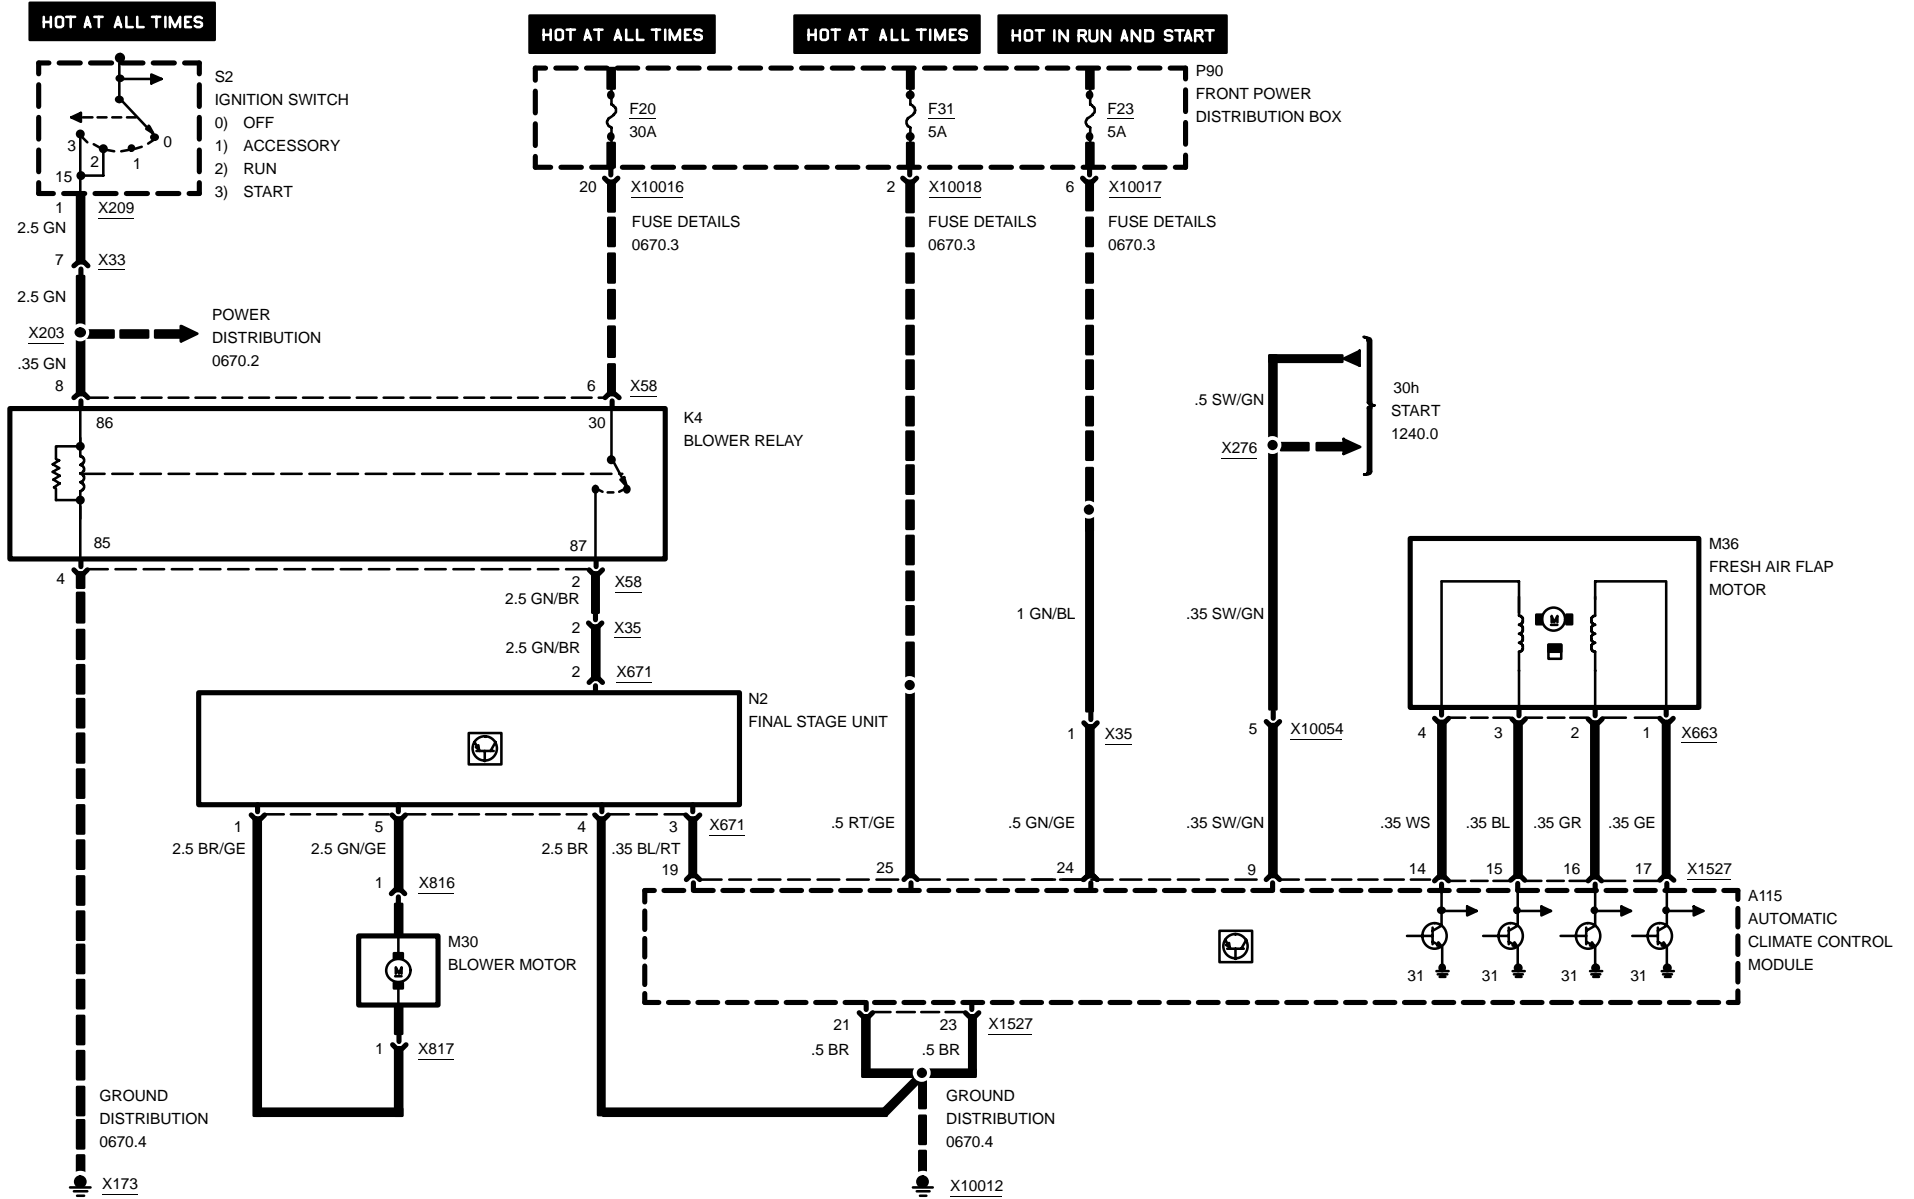 HOT AT ALL TIMES
HOT AT ALL TIMES
HOT AT ALL TIMES
HOT IN RUN AND START
S2
IGNITION SWITCH
0) OFF
1) ACCESSORY
2) RUN
3) START
3
2
1
0
15
P90
FRONT POWER
DISTRIBUTION BOX
F20
30A
F31
5A
F23
5A
1
X209
20
X10016
2
X10018
6
X10017
2.5 GN
FUSE DETAILS
0670.3
FUSE DETAILS
0670.3
FUSE DETAILS
0670.3
7
X33
2.5 GN
X203
POWER
DISTRIBUTION
0670.2
.35 GN
8
6
X58
30h
START
1240.0
.5 SW/GN
X276
86
30
K4
BLOWER RELAY
85
87
4
2
X58
2.5 GN/BR
2
X35
2.5 GN/BR
2
X671
1 GN/BL
.35 SW/GN
M36
FRESH AIR FLAP
MOTOR
M
N2
FINAL STAGE UNIT
1
X35
5
X10054
4
3
2
1
X663
1
5
4
3
X671
2.5 BR/GE
2.5 GN/GE
2.5 BR
.35 BL/RT
.5 RT/GE
.5 GN/GE
.35 SW/GN
.35 WS
.35 BL
.35 GR
.35 GE
19
25
24
9
14
15
16
17
X1527
1
X816
A115
AUTOMATIC
CLIMATE CONTROL
MODULE
M30
BLOWER MOTOR
M
31
31
31
31
1
X817
21
23
X1527
.5 BR
.5 BR
GROUND
DISTRIBUTION
0670.4
GROUND
DISTRIBUTION
0670.4
X173
X10012